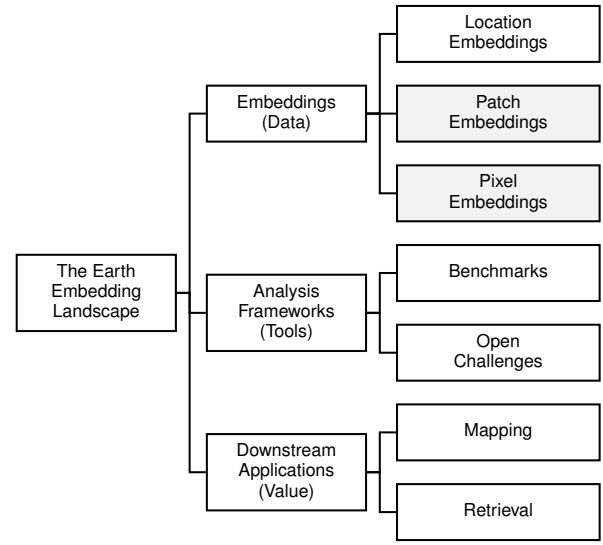 The Earth
Embedding
Landscape
Embeddings
(Data)
Location
Embeddings
Patch
Embeddings
Pixel
Embeddings
Analysis
Frameworks
(Tools)
Benchmarks
Open
Challenges
Downstream
Applications
(Value)
Mapping
Retrieval